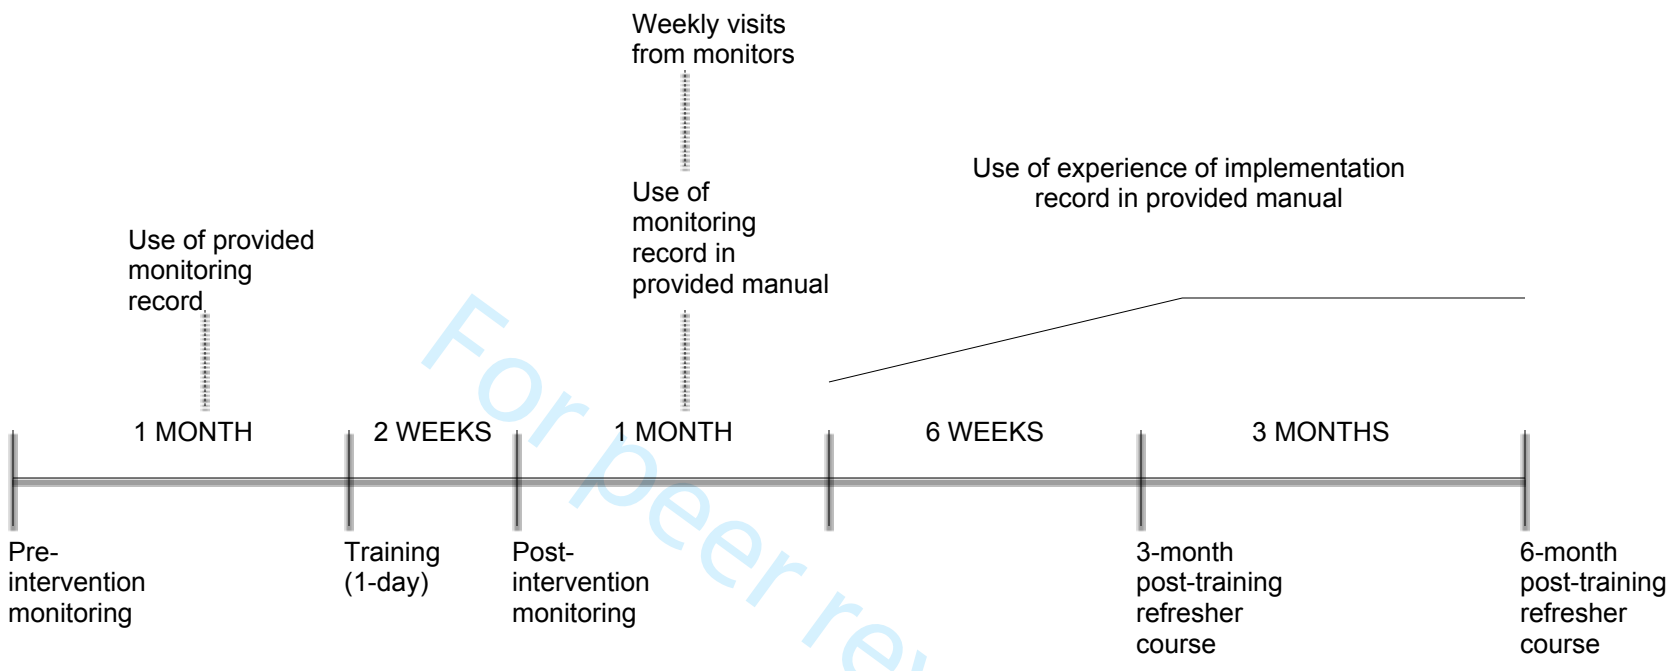 Weekly visits
from monitors
Use of experience of implementation
record in provided manual
Use of
monitoring
record in
provided manual
Use of provided
monitoring
record
1 MONTH
2 WEEKS
1 MONTH
6 WEEKS
3 MONTHS
Pre-
intervention
monitoring
Training
(1-day)
Post-
intervention
monitoring
3-month
post-training
refresher
course
6-month
post-training
refresher
course
For peer rev